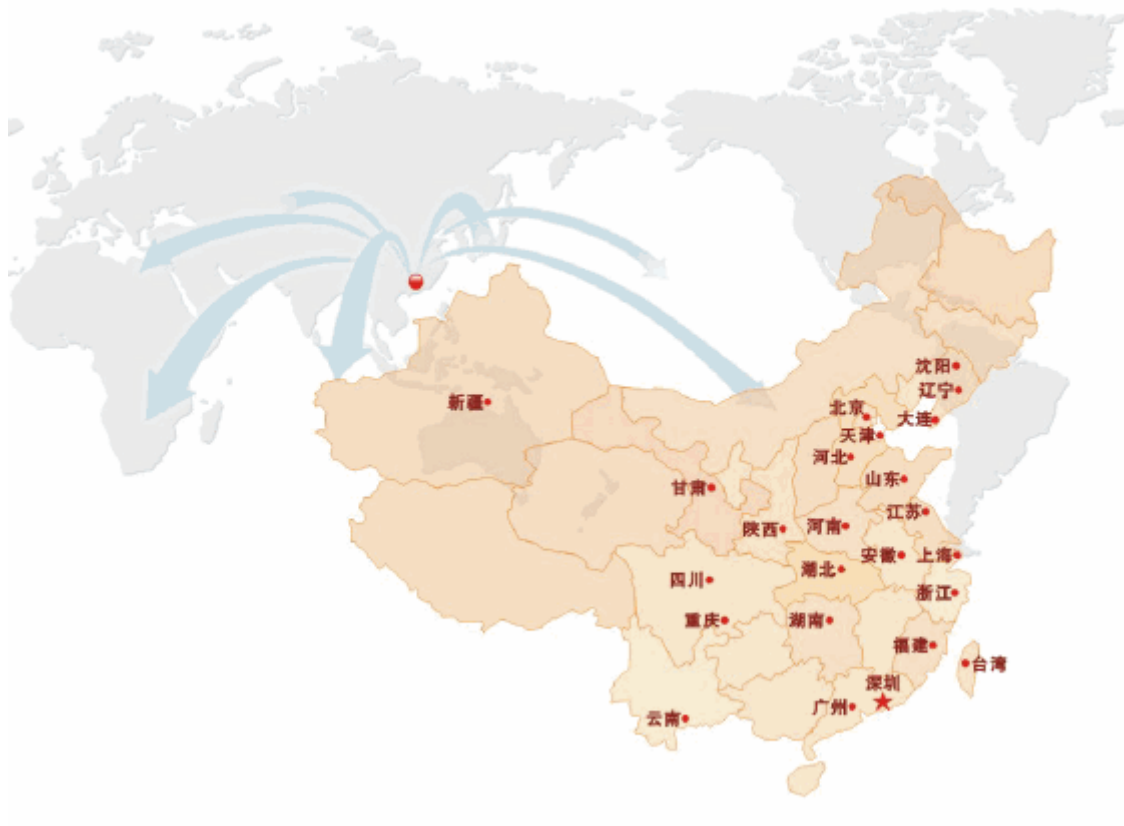 沈阳
辽宁
北京
大连
新疆
天津
河北
山东
甘肃
江苏
陕西
河南
安徽
上海
湖北
四川
浙江
重庆
湖南
福建
台湾
深圳
广州
云南